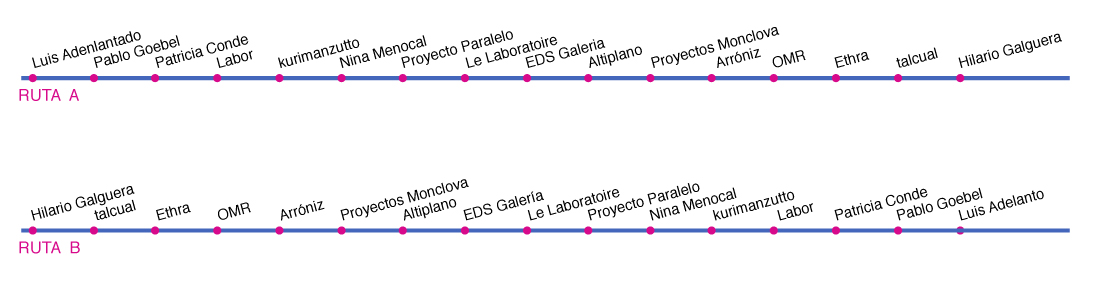 Luis Adenlantado
Pablo Goebel
Patricia Conde
Labor
kurimanzutto
Nina Menocal
Proyecto Paralelo
Le Laboratoire
EDS Galeria
Altiplano
Proyectos Monclova
Arróniz
OMR
Ethra
talcual
Hilario Galguera
RUTA A
Hilario Galguera
talcual
Ethra
OMR
Arróniz
Proyectos Monclova
Altiplano
EDS Galería
Le Laboratoire
Proyecto Paralelo
Nina Menocal
kurimanzutto
Labor
Patricia Conde
Pablo Goebel
Luis Adelanto
RUTA B